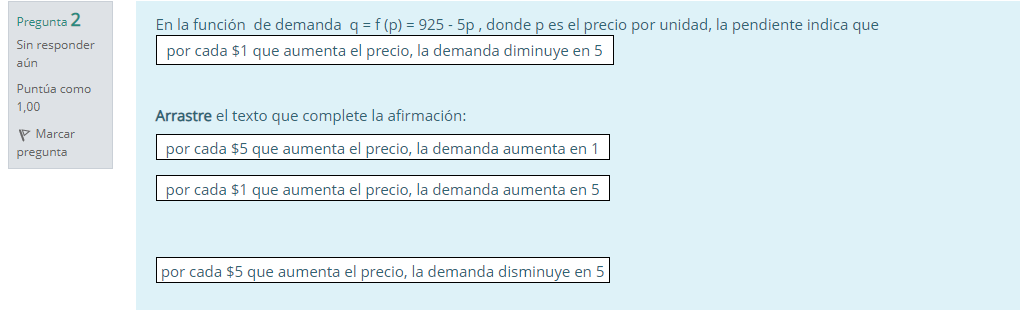 Pregunta 2
Sin responder
aún
Puntúa como
1,00
Marcar
pregunta
En la función de demanda q = f (p) = 925 - 5p , donde p es el precio por unidad, la pendiente indica que
por cada $1 que aumenta el precio, la demanda diminuye en 5
Arrastre el texto que complete la afirmación:
por cada $5 que aumenta el precio, la demanda aumenta en 1
por cada $1 que aumenta el precio, la demanda aumenta en 5
por cada $5 que aumenta el precio, la demanda disminuye en 5